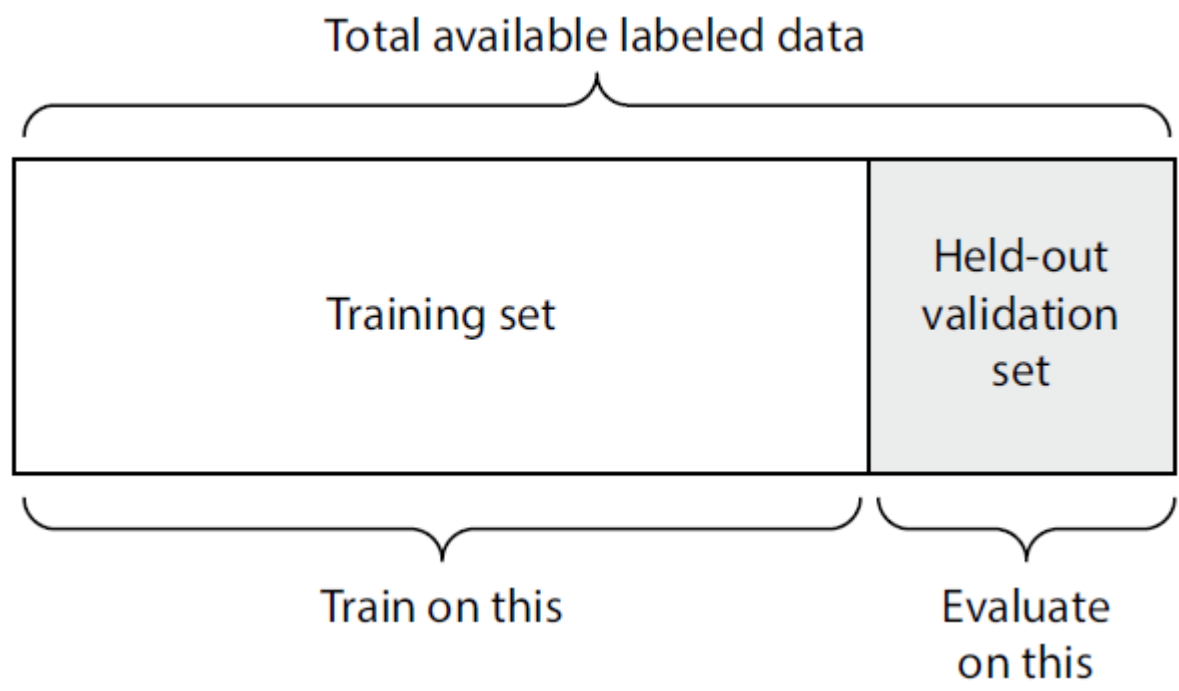 Total available labeled data
Training set
Held-out
validation
set
Train on this
Evaluate
on this